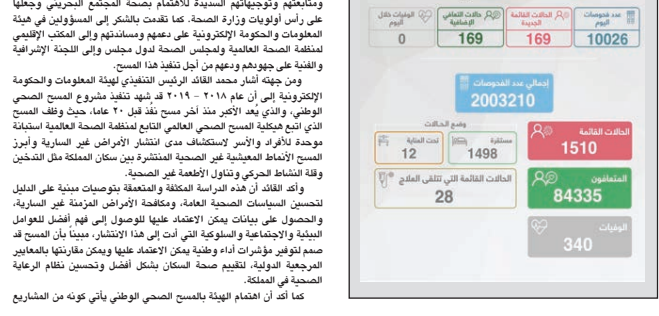 ومتابعتهم وتوجيهاتهم السديدة للاهتمام بصحة المجتمع البحريني وجعلها
على رأس أولويات وزارة الصحة. كما تقدمت بالشكر إلى المسؤولين في هيئة
المعلومات والحكومة الإلكترونية على دعمهم ومساندتهم وإلى المكتب الإقليمي
لمنظمة الصحة العالمية ولمجلس الصحة لدول مجلس وإلى اللجنة الإشرافية
والفنية على جهودهم ودعهم من أجل تنفيذ هذا المسح.
ومن جهته أشار محمد القائد الرئيس التنفيذي لهيئة المعلومات والحكومة
الإلكترونية إلى أن عام ٢٠١٨ - ٢٠١٩ قد شهد تنفيذ مشروع المسح الصحي
الوطني، والذي يُعد الأكبر منذ آخر مسح نفذ قبل ٢٠ عاما، حيث وظف المسح
الذي اتبع هيكلية المسح الصحي العالمي التابع لمنظمة الصحة العالمية استبانة
موحدة للأفراد والأسر لاستكشاف مدى انتشار الأمراض غير السارية وأبرز
الأنماط المعيشية غير الصحية المنتشرة بين سكان المملكة مثل التدخين
وقلة النشاط الحركي وتناول الأطعمة غير الصحية.
وأكد القائد أن هذه الدراسة المكثفة والمتعقة بتوصيات مبنية على الدليل
لتحسين السياسات الصحية العامة، ومكافحة الأمراض المزمنة غير السارية،
والحصول على بيانات يمكن الاعتماد عليها للوصول إلى فهم أفضل للعوامل
البيئية والاجتماعية والسلوكية التي أدت إلى هذا الانتشار، مبيناً بأن المسح قد
صمم لتوفير مؤشرات أداء وطنية يمكن الاعتماد عليها ويمكن مقارنتها بالمعايير
المرجعية الدولية، لتقييم صحة السكان بشكل أفضل وتحسين نظام الرعاية
الصحية في المملكة.
كما أكد أن اهتمام الهيئة بالمسح الصحي الوطني يأتي كونه من المشاريع
عدد فحوصات اليوم
10026
الحالات القائمة الجديدة
169
حالات التعافي الإضافية
169
الوفيات خلال اليوم
0
إجمالي عدد الفحوصات
2003210
وضع الحالات
الحالات القائمة
1510
مستقرة
1498
تحت العناية
12
المتعافون
84335
الحالات القائمة التي تتلقى العلاج
28
الوفيات
340